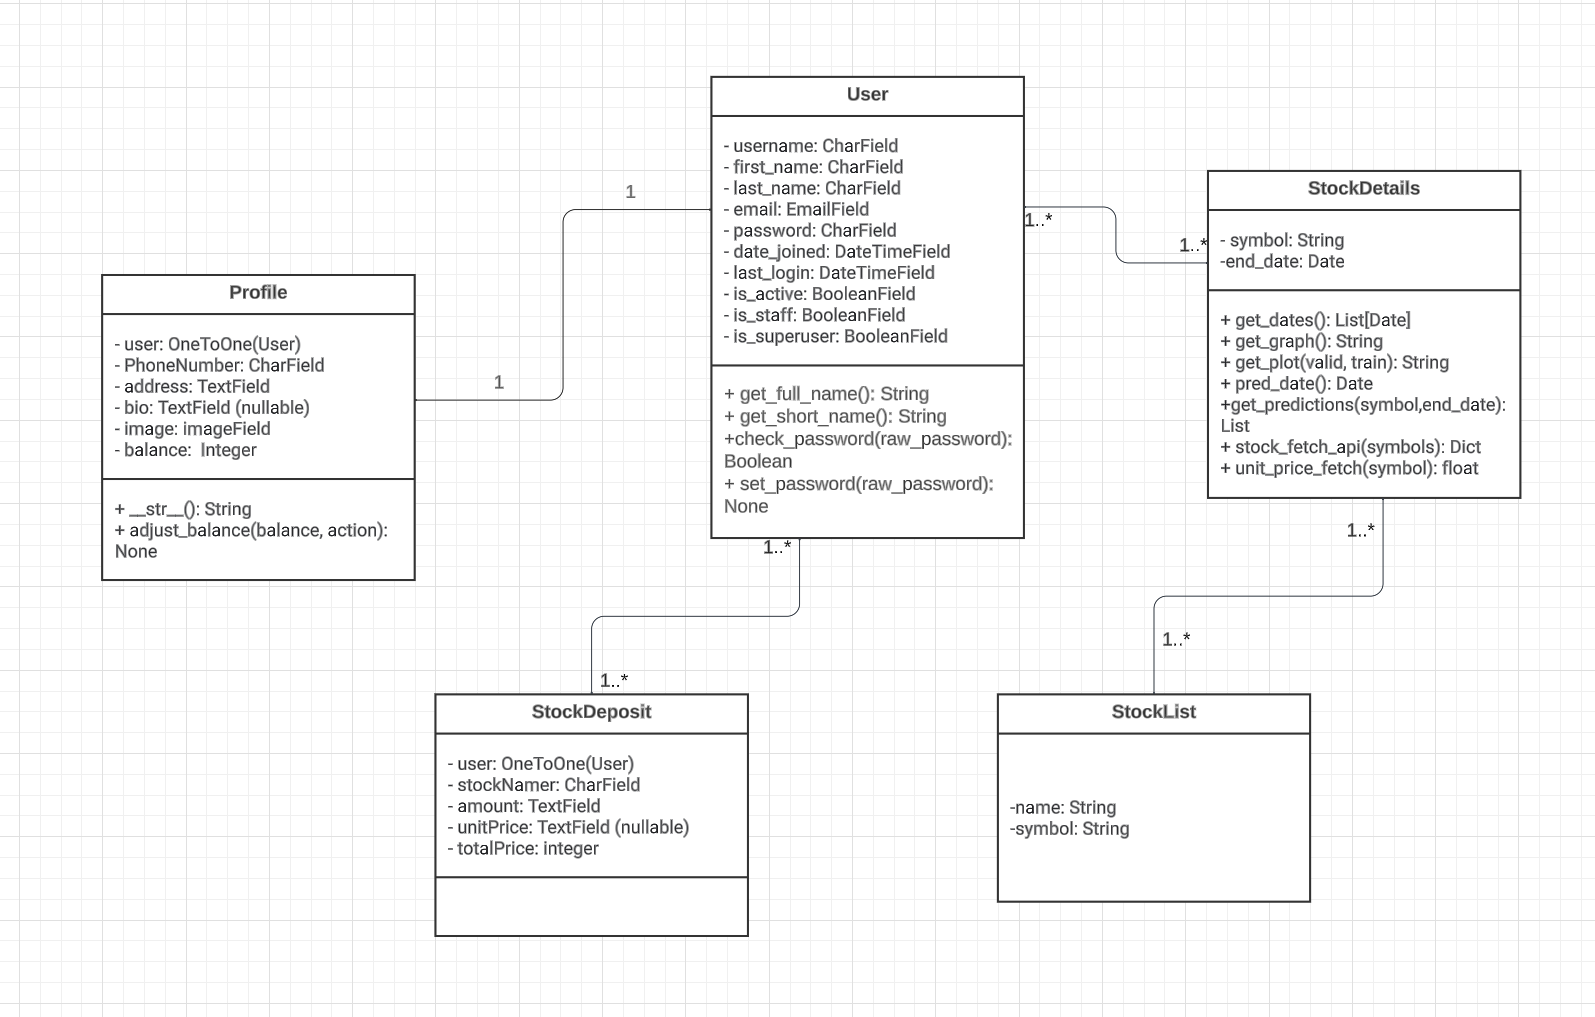 User
- username: CharField
- first_name: CharField
- last_name: CharField
- email: EmailField
- password: CharField
- date_joined: DateTimeField
- last_login: DateTimeField
- is_active: BooleanField
- is_staff: BooleanField
- is_superuser: BooleanField
+ get_full_name(): String
+ get_short_name(): String
+check_password(raw_password):
Boolean
+ set_password(raw_password):
None
1
1
1..*
1..*
StockDetails
- symbol: String
-end_date: Date
+ get_dates(): List[Date]
+ get_graph(): String
+ get_plot(valid, train): String
+ pred_date(): Date
+get_predictions(symbol,end_date):
List
+ stock_fetch_api(symbols): Dict
+ unit_price_fetch(symbol): float
Profile
- user: OneToOne(User)
- PhoneNumber: CharField
- address: TextField
- bio: TextField (nullable)
- image: imageField
- balance:  Integer
+ __str__(): String
+ adjust_balance(balance, action):
None
1..*
1..*
1..*
1..*
StockDeposit
- user: OneToOne(User)
- stockNamer: CharField
- amount: TextField
- unitPrice: TextField (nullable)
- totalPrice: integer
StockList
-name: String
-symbol: String